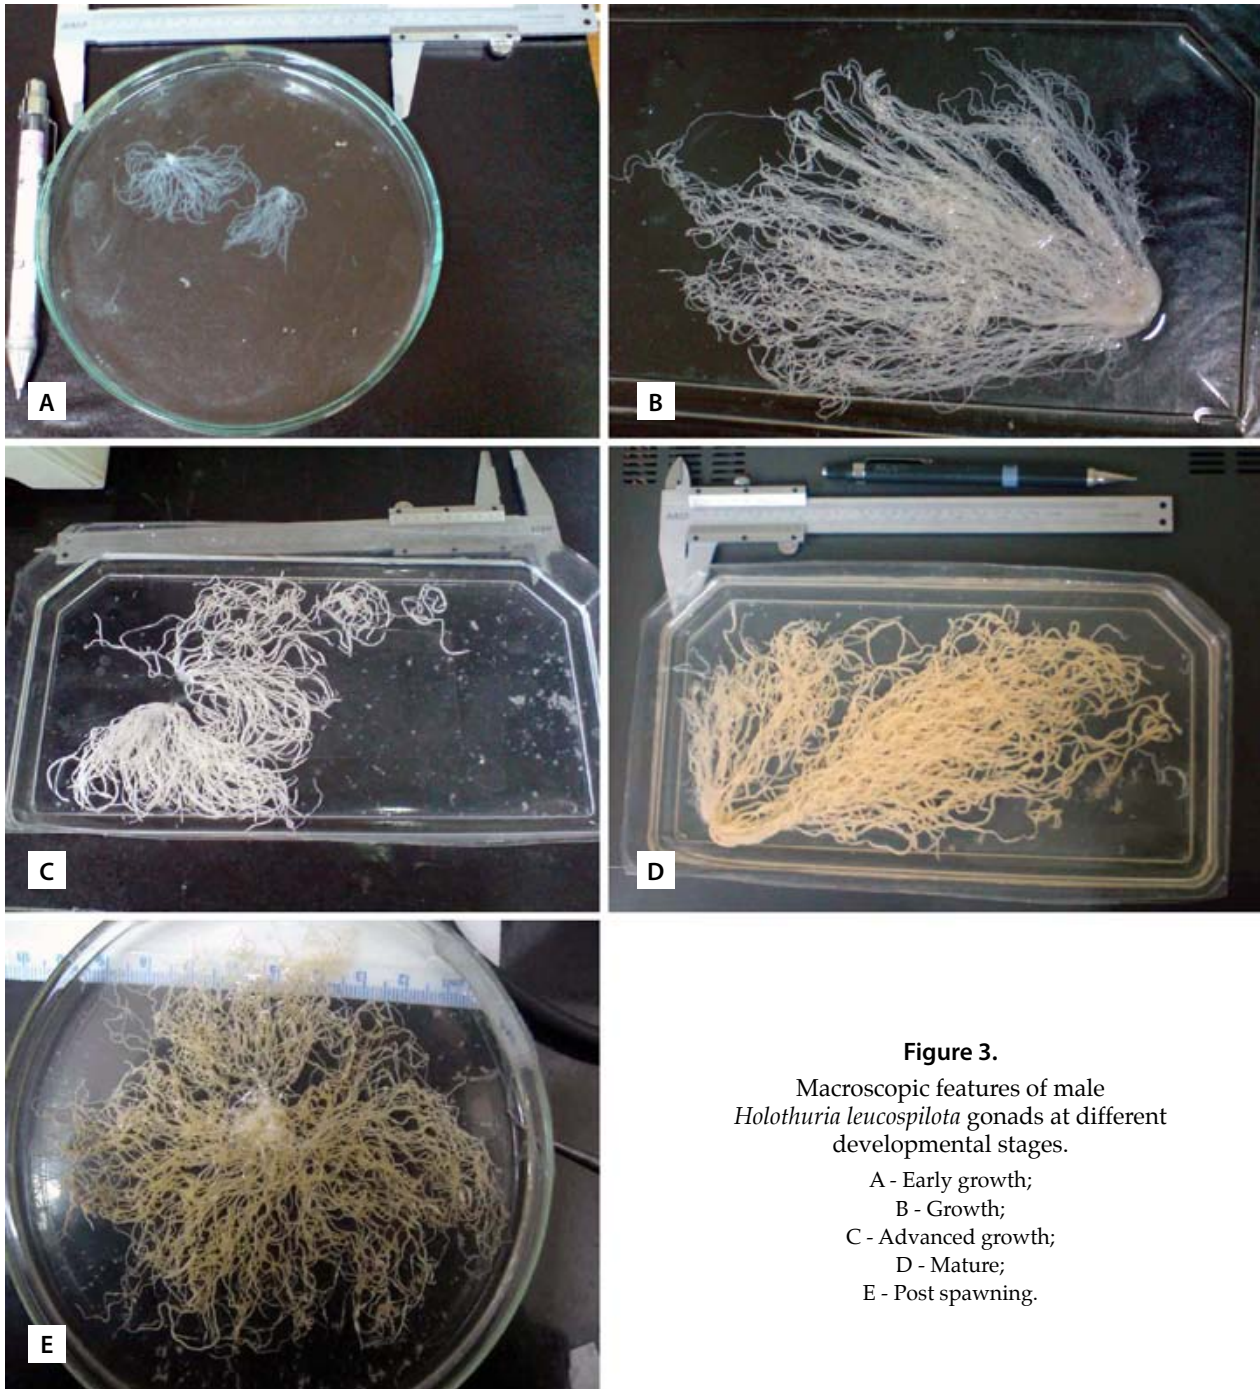 A
B
C
D
E
Figure 3.
Macroscopic features of male
Holothuria leucospilota gonads at different
developmental stages.
A - Early growth;
B - Growth;
C - Advanced growth;
D - Mature;
E - Post spawning.